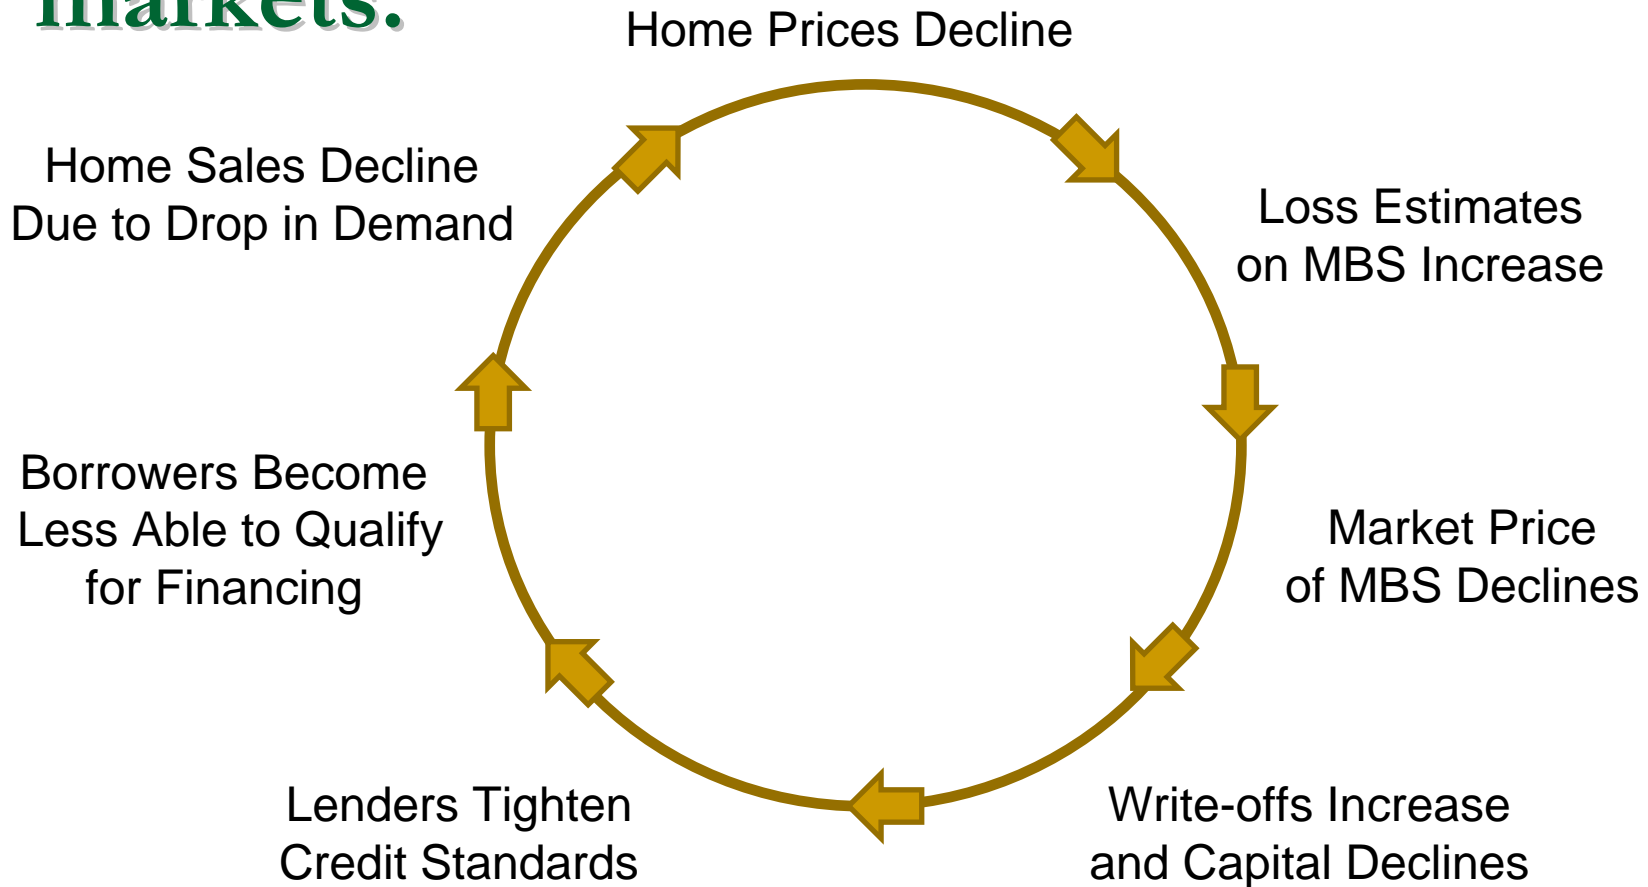 markets.
Home Prices Decline
Loss Estimates
on MBS Increase
Market Price
of MBS Declines
Write-offs Increase
and Capital Declines
Lenders Tighten
Credit Standards
Borrowers Become
Less Able to Qualify
for Financing
Home Sales Decline
Due to Drop in Demand